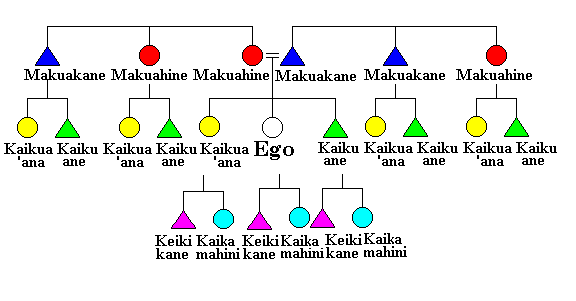 Makuakane Makuahine Makuahine Makuakane Makuakane Makuahine
Kaikua Kaiku Kaikua Kaiku Kaikua Ego Kaiku Kaikua Kaiku Kaikua Kaiku
'ana ane 'ana ane 'ana ane 'ana ane 'ana ane
Keiki Kaika Keiki Kaika Keiki Kaika
kane mahini kane mahini kane mahini